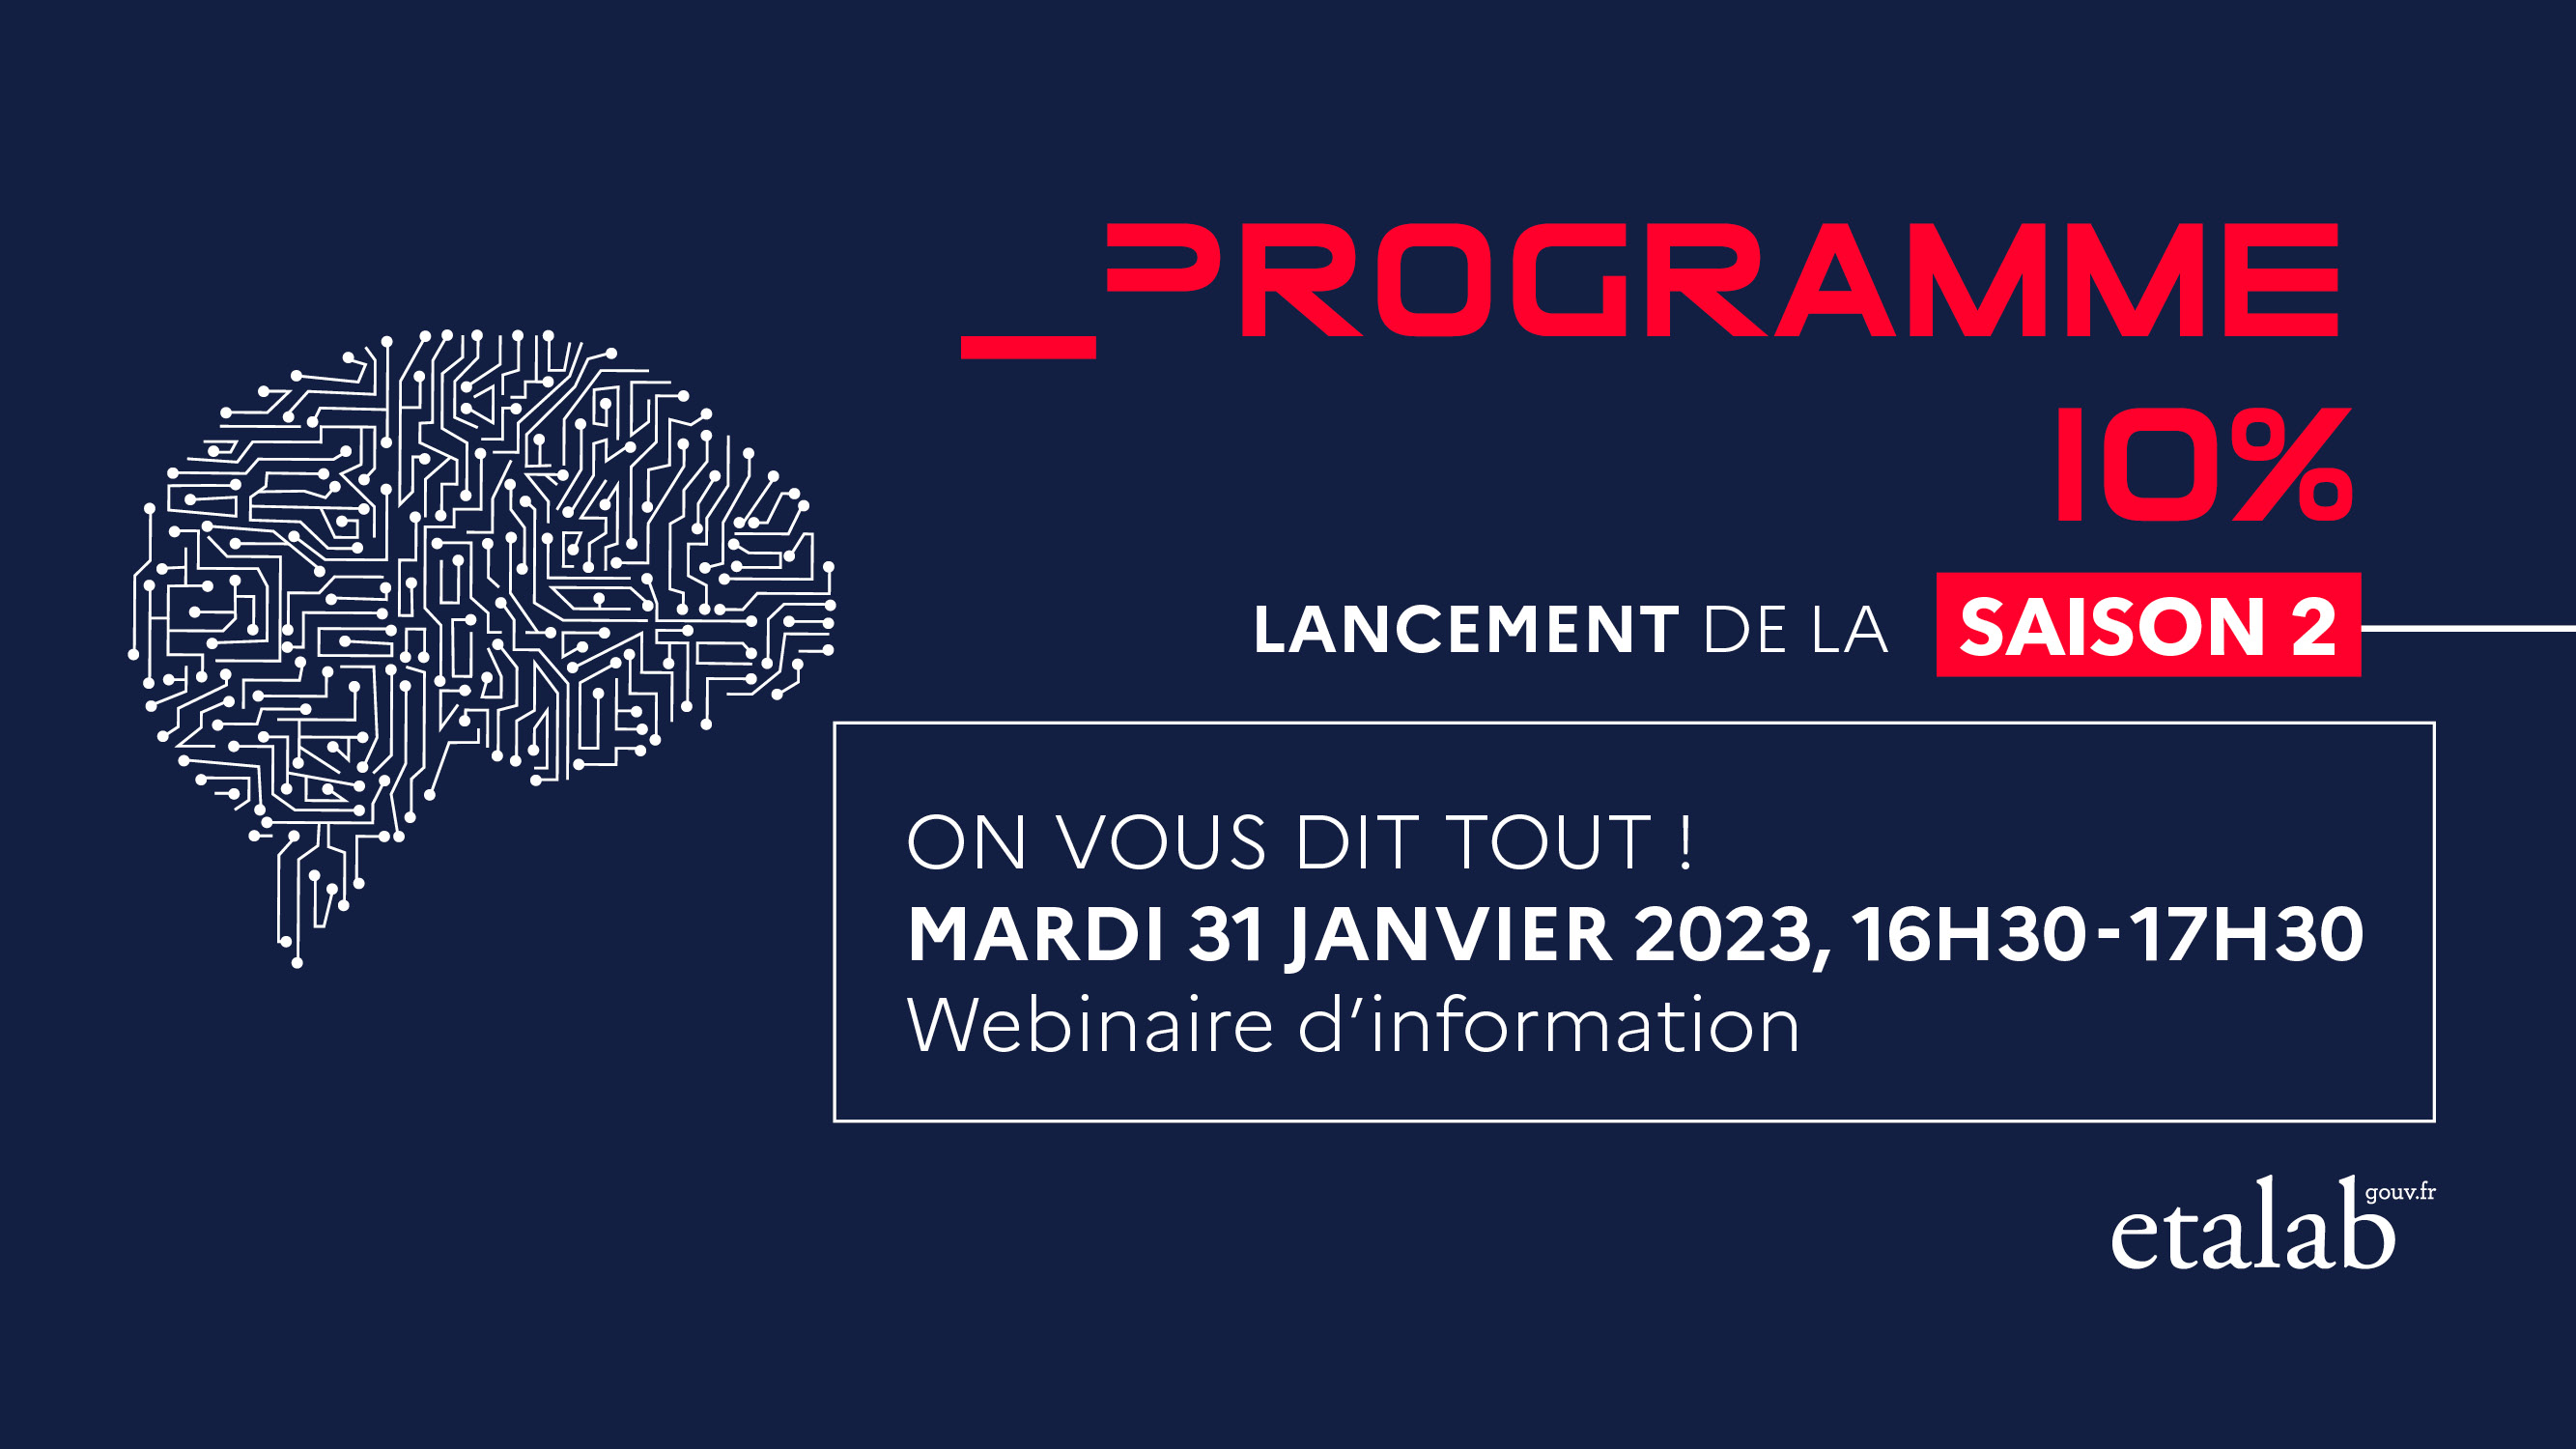 _PROGRAMME
10%
LANCEMENT DE LA SAISON 2
ON VOUS DIT TOUT !
MARDI 31 JANVIER 2023, 16H30-17H30
Webinaire d’information
etalab gouv.fr